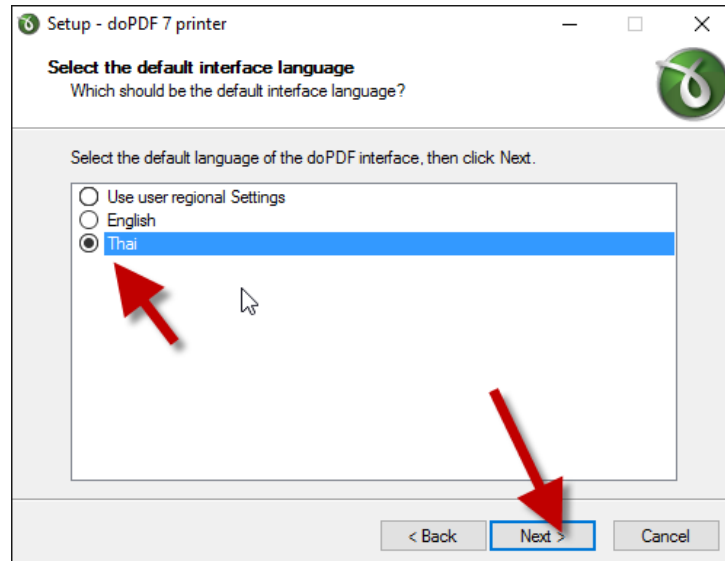 Setup - doPDF 7 printer
Select the default interface language
Which should be the default interface language?
Select the default language of the doPDF interface, then click Next.
Use user regional Settings
English
Thai
< Back
Next >
Cancel